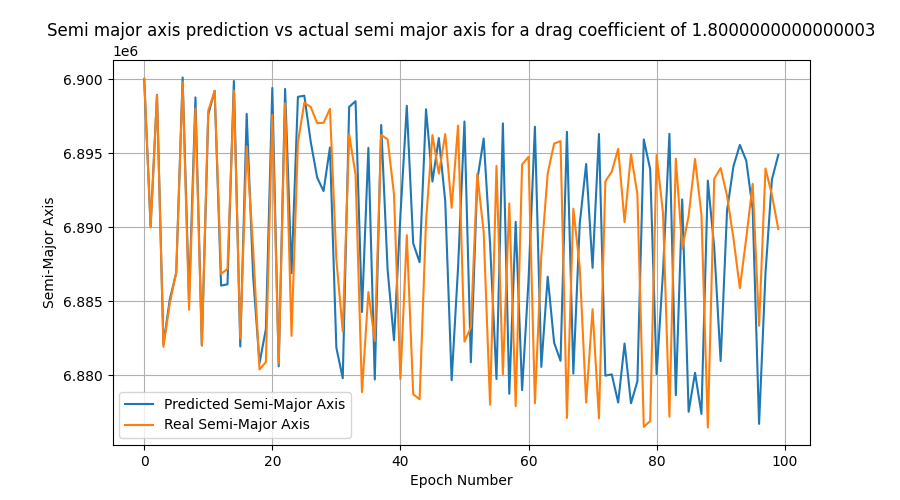 Semi major axis prediction vs actual semi major axis for a drag coefficient of 1.8000000000000003
1e6
6.900
6.895
6.890
6.885
6.880
Semi-Major Axis
Predicted Semi-Major Axis
Real Semi-Major Axis
0 20 40 60 80 100
Epoch Number